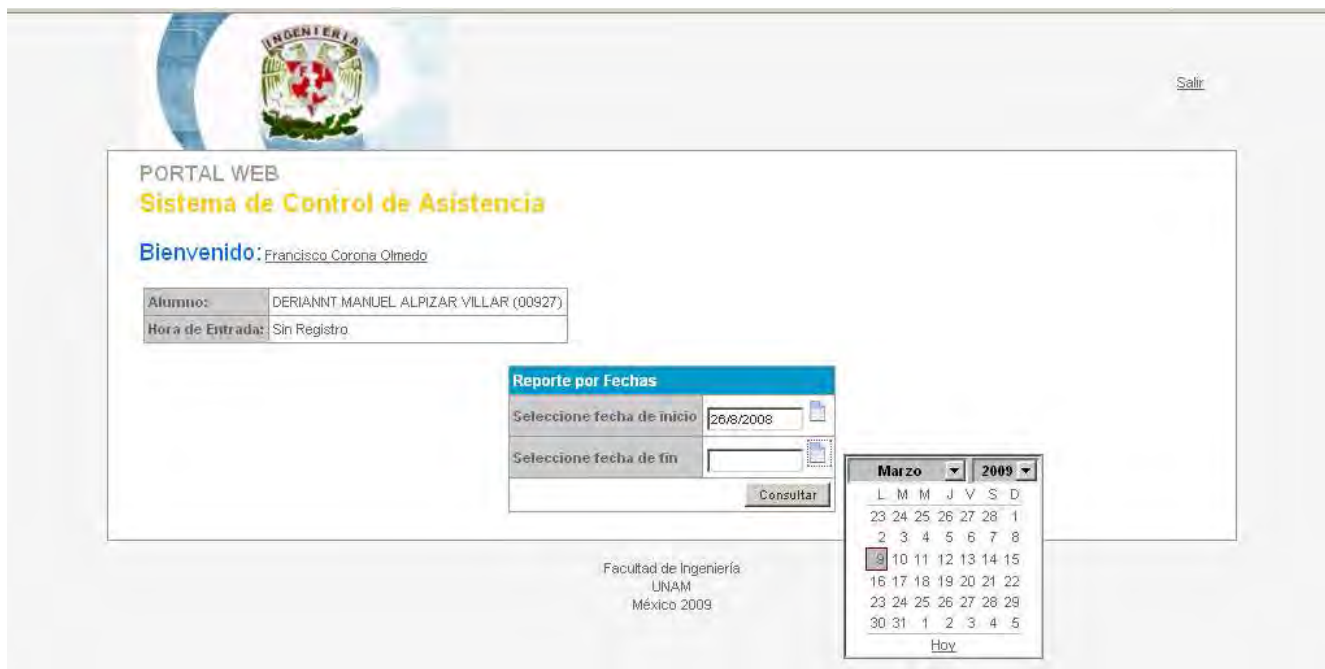 INGENIERIA
Salir
PORTAL WEB
Sistema de Control de Asistencia
Bienvenido: Francisco Corona Olmedo
Alumno: DERIANNT MANUEL ALPIZAR VILLAR (00927)
Hora de Entrada: Sin Registro
Reporte por Fechas
Seleccione fecha de inicio 26/8/2008
Seleccione fecha de fin
Consultar
Marzo 2009
L M M J V S D
23 24 25 26 27 28 1
2 3 4 5 6 7 8
9 10 11 12 13 14 15
16 17 18 19 20 21 22
23 24 25 26 27 28 29
30 31 1 2 3 4 5
Hoy
Facultad de Ingeniería
UNAM
México 2009